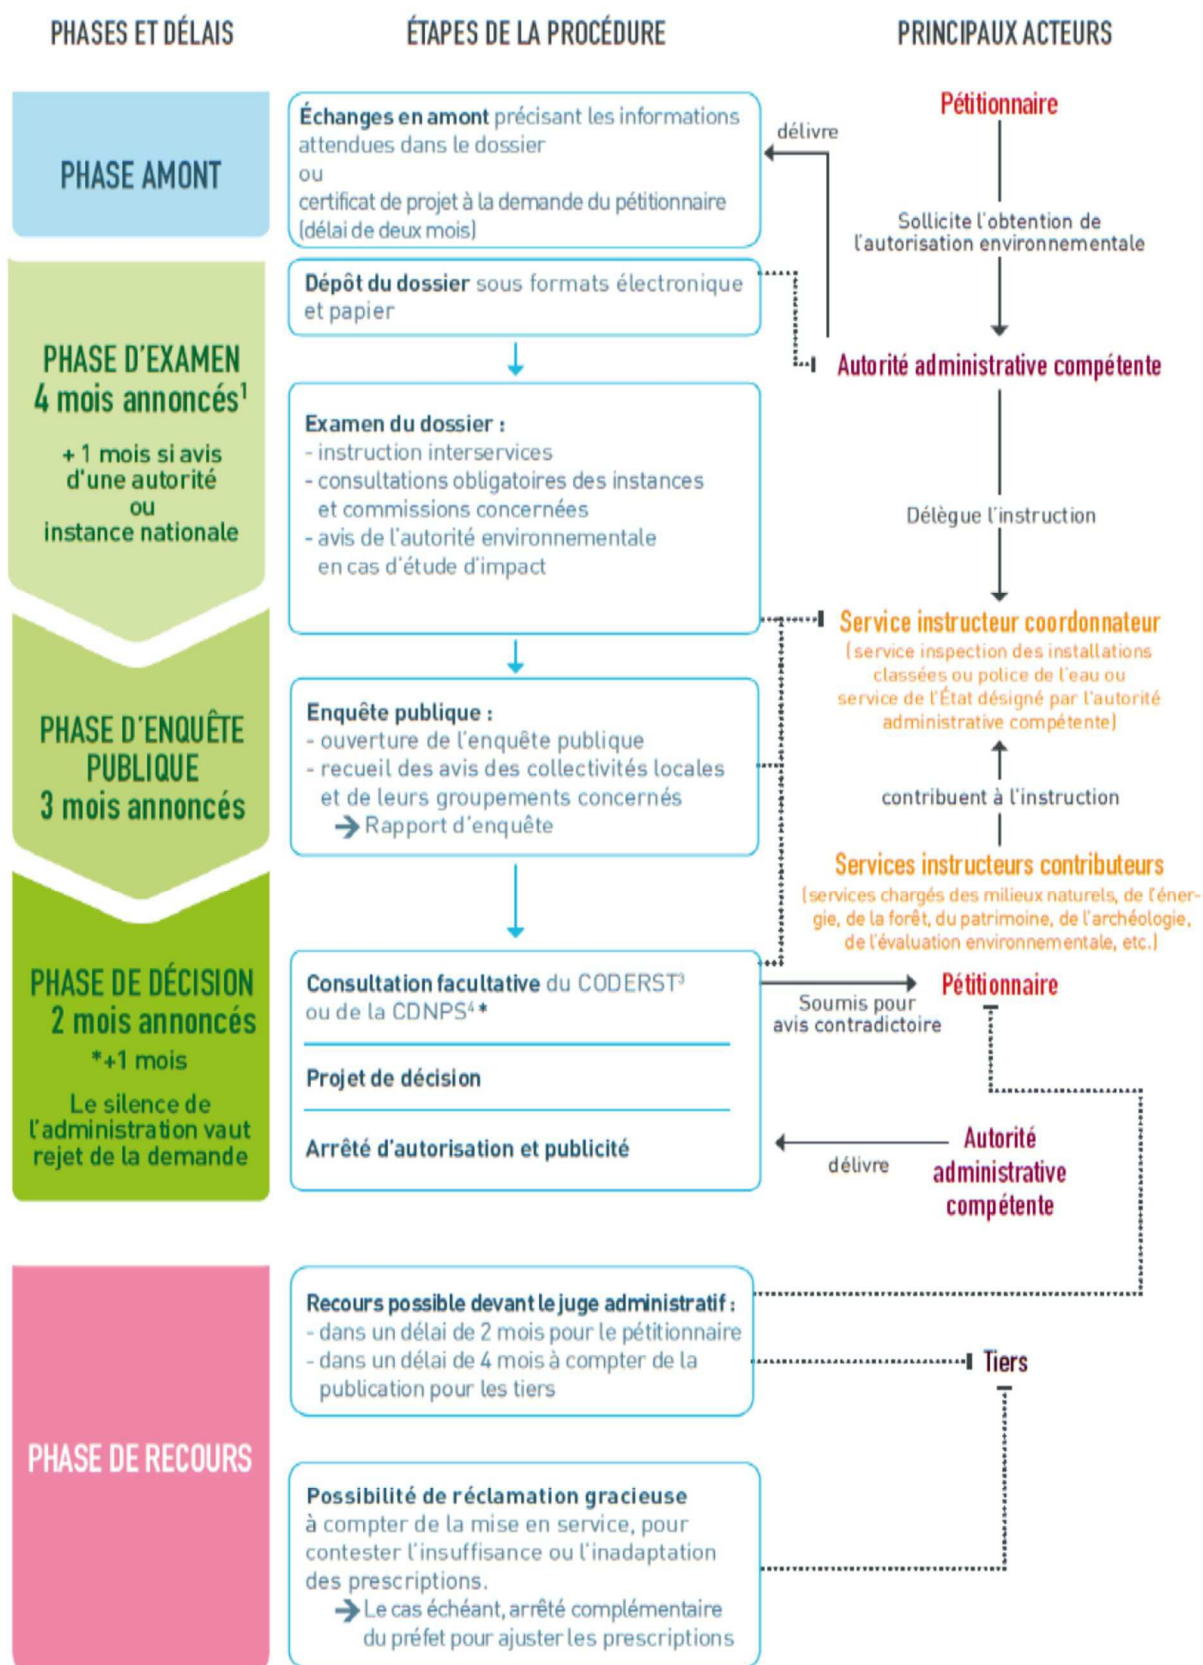 PHASES ET DÉLAIS
ÉTAPES DE LA PROCÉDURE
PRINCIPAUX ACTEURS
PHASE AMONT
Échanges en amont précisant les informations
attendues dans le dossier
ou
certificat de projet à la demande du pétitionnaire
(délai de deux mois)
délivre
Pétitionnaire
Sollicite l'obtention de
l'autorisation environnementale
PHASE D'EXAMEN
4 mois annoncés¹
+ 1 mois si avis
d'une autorité
ou
instance nationale
Dépôt du dossier sous formats électronique
et papier
Autorité administrative compétente
Examen du dossier :
- instruction interservices
- consultations obligatoires des instances
et commissions concernées
- avis de l'autorité environnementale
en cas d'étude d'impact
Délègue l'instruction
Service instructeur coordonnateur
(service inspection des installations
classées ou police de l'eau ou
service de l'État désigné par l'autorité
administrative compétente)
PHASE D'ENQUÊTE
PUBLIQUE
3 mois annoncés
Enquête publique :
- ouverture de l'enquête publique
- recueil des avis des collectivités locales
et de leurs groupements concernés
→ Rapport d'enquête
contribuent à l'instruction
Services instructeurs contributeurs
(services chargés des milieux naturels, de l'éner-
gie, de la forêt, du patrimoine, de l'archéologie,
de l'évaluation environnementale, etc.)
PHASE DE DÉCISION
2 mois annoncés
*+1 mois
Le silence de
l'administration vaut
rejet de la demande
Consultation facultative du CODERST³
ou de la CDNPS⁴*
Projet de décision
Arrêté d'autorisation et publicité
Soumis pour
avis contradictoire
Pétitionnaire
délivre
Autorité
administrative
compétente
PHASE DE RECOURS
Recours possible devant le juge administratif :
- dans un délai de 2 mois pour le pétitionnaire
- dans un délai de 4 mois à compter de la
publication pour les tiers
Tiers
Possibilité de réclamation gracieuse
à compter de la mise en service, pour
contester l'insuffisance ou l'inadaptation
des prescriptions.
→ Le cas échéant, arrêté complémentaire
du préfet pour ajuster les prescriptions